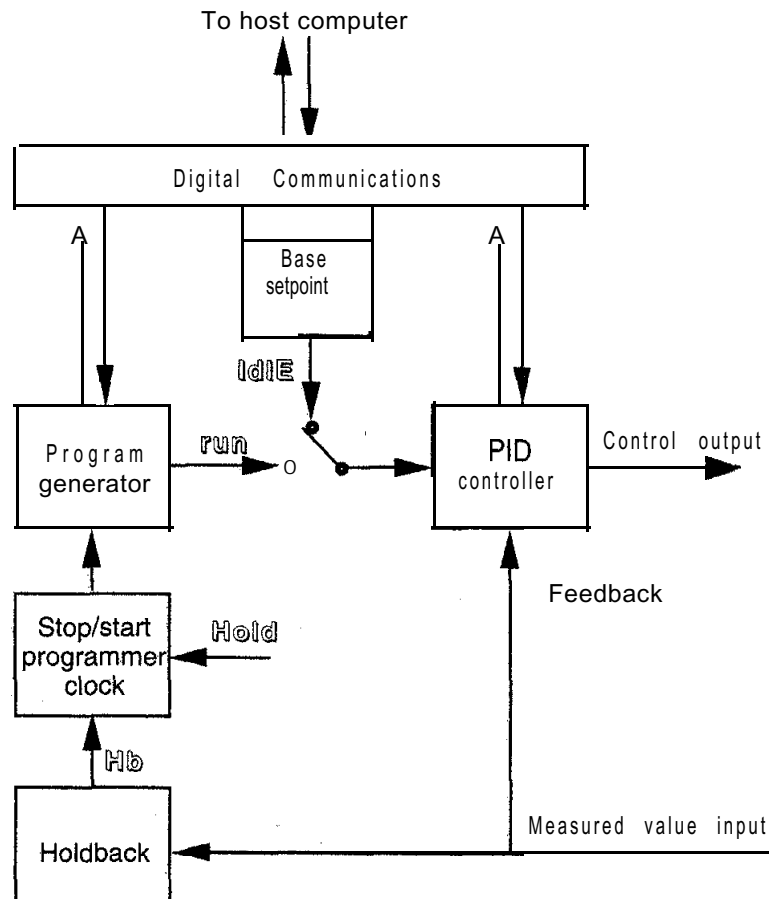 To host computer
Digital Communications
A
A
Base
setpoint
IdlE
Program
generator
run
O
PID
controller
Control output
Feedback
Stop/start
programmer
clock
Hold
Hb
Holdback
Measured value input